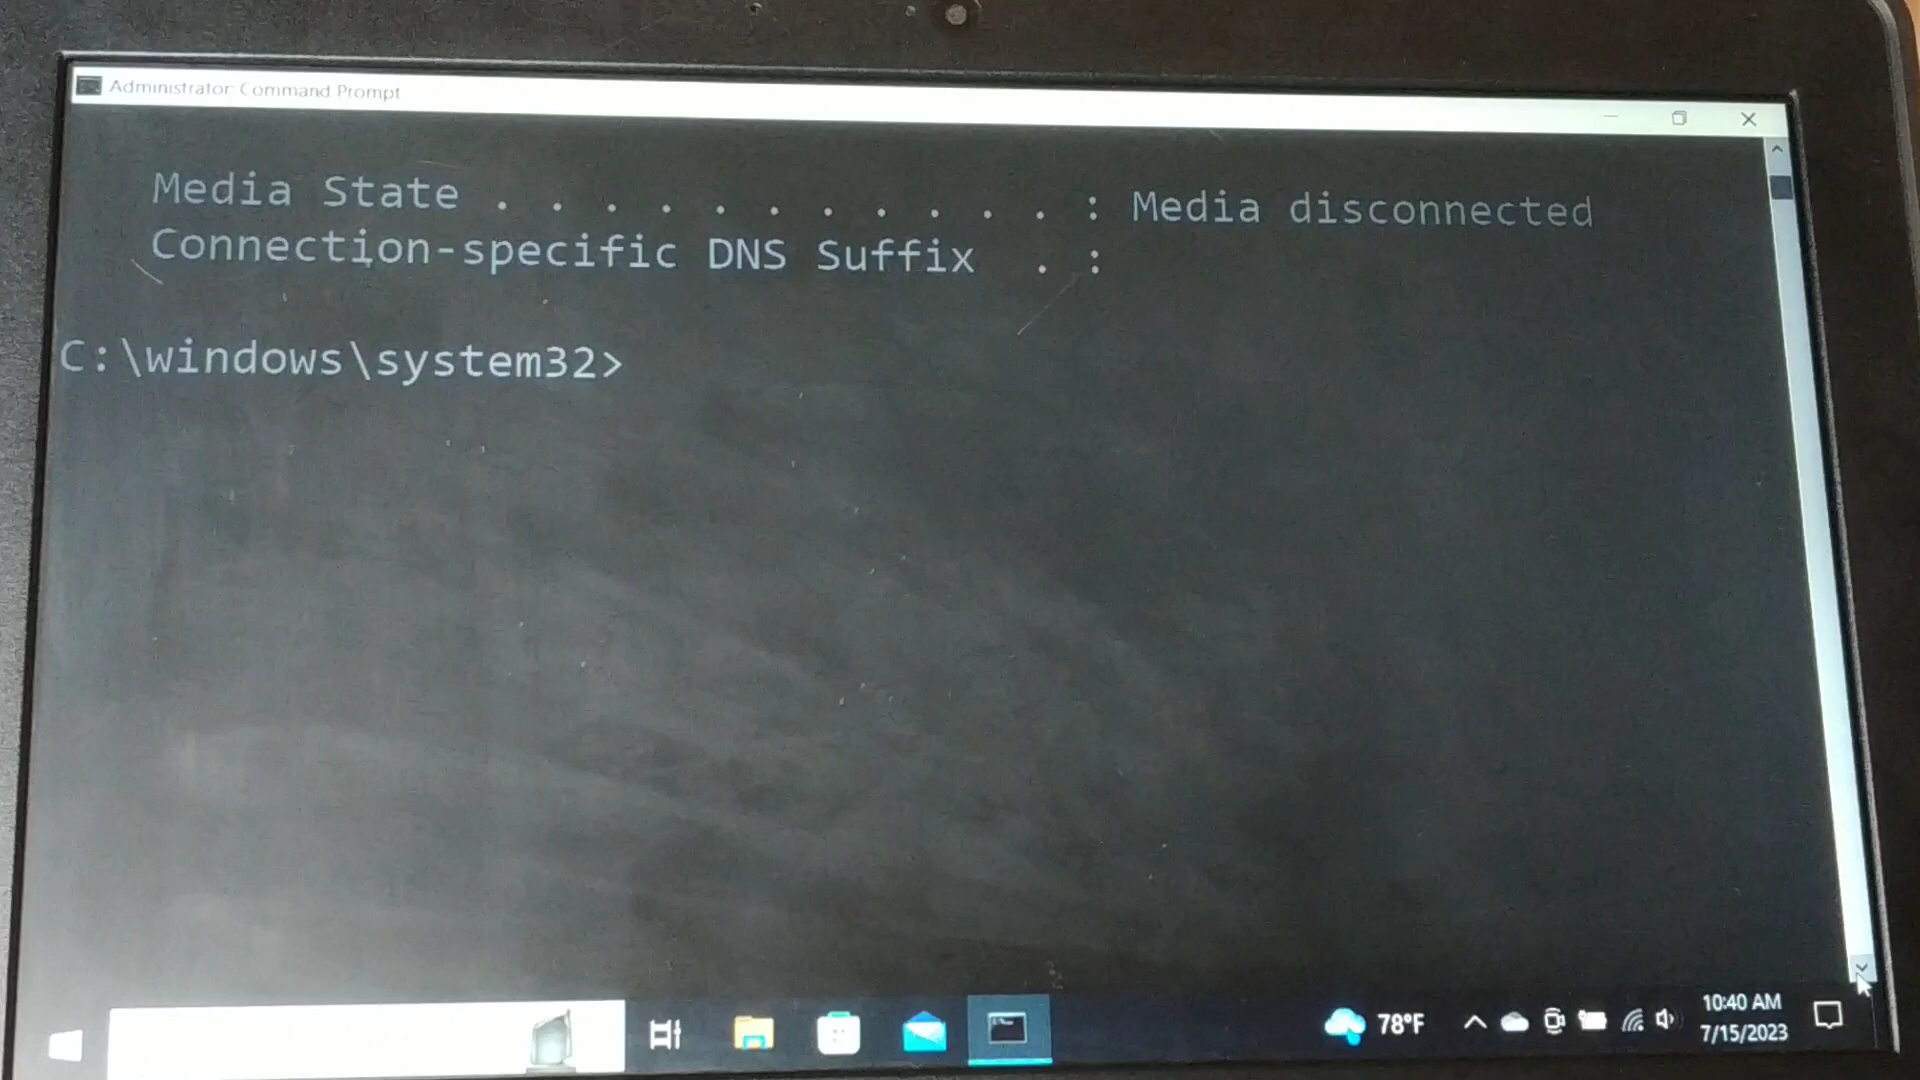 Administrator: Command Prompt
Media State . . . . . . . . . . . : Media disconnected
Connection-specific DNS Suffix . :
C:\windows\system32>
78°F
10:40 AM
7/15/2023